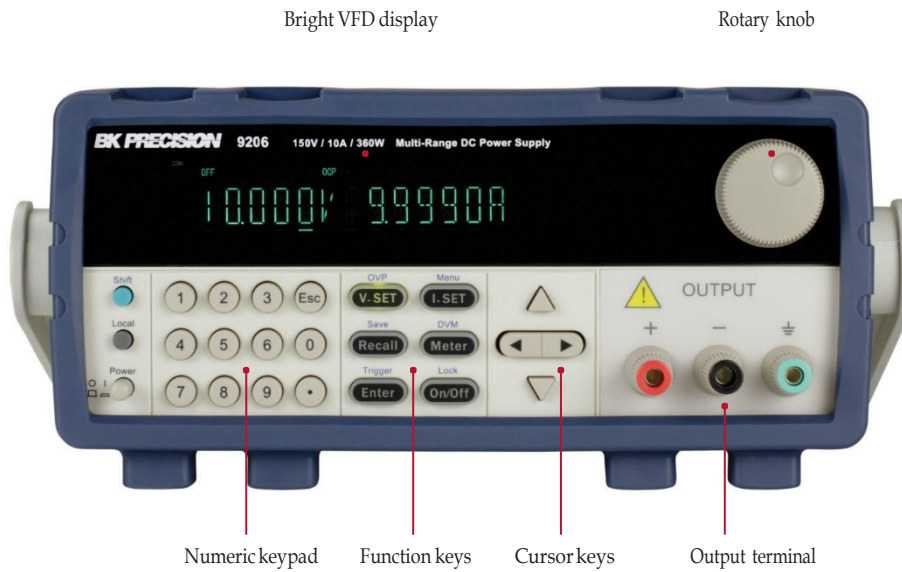 Bright VFD display
Rotary knob
BK PRECISION 9206 150V / 10A / 360W Multi-Range DC Power Supply
OFF OCP
10.000V 9.9990A
Shift
OVP Menu
1 2 3 Esc V-SET I-SET
OUTPUT
Local
Save DVM
4 5 6 0 Recall Meter
+ -
Power
O I
Trigger Lock
7 8 9 . Enter On/Off
Numeric keypad
Function keys
Cursor keys
Output terminal